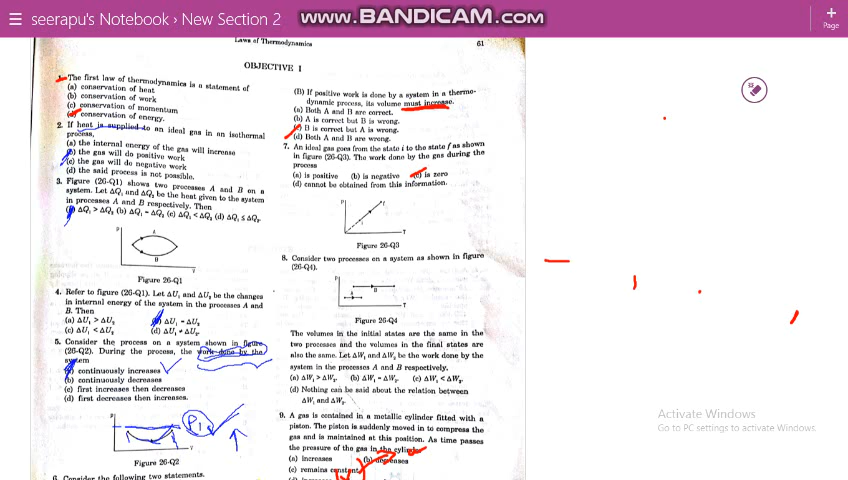 seerapu's Notebook › New Section 2
www.BANDICAM.com
Page
Laws of Thermodynamics
61
OBJECTIVE I
1. The first law of thermodynamics is a statement of
(a) conservation of heat
(b) conservation of work
(c) conservation of momentum
conservation of energy.
2. If heat is supplied to an ideal gas in an isothermal
process,
(a) the internal energy of the gas will increase
(b) the gas will do positive work
(c) the gas will do negative work
(d) the said process is not possible.
3. Figure (26-Q1) shows two processes A and B on a
system. Let ΔQ₁ and ΔQ₂ be the heat given to the system
in processes A and B respectively. Then
ΔQ₁ > ΔQ₂ (b) ΔQ₁ = ΔQ₂ (c) ΔQ₁ < ΔQ₂ (d) ΔQ₁ ≤ ΔQ₂.
P
A
B
V
Figure 26-Q1
4. Refer to figure (26-Q1). Let ΔU₁ and ΔU₂ be the changes
in internal energy of the system in the processes A and
B. Then
(a) ΔU₁ > ΔU₂
ΔU₁ = ΔU₂
(c) ΔU₁ < ΔU₂
(d) ΔU₁ ≠ ΔU₂.
5. Consider the process on a system shown in figure
(26-Q2). During the process, the work done by the
system
continuously increases
(b) continuously decreases
(c) first increases then decreases
(d) first decreases then increases.
P
V
Figure 26-Q2
6. Consider the following two statements.
(B) If positive work is done by a system in a thermo-
dynamic process, its volume must increase.
(a) Both A and B are correct.
(b) A is correct but B is wrong.
B is correct but A is wrong.
(d) Both A and B are wrong.
7. An ideal gas goes from the state i to the state f as shown
in figure (26-Q3). The work done by the gas during the
process
(a) is positive (b) is negative (c) is zero
(d) cannot be obtained from this information.
P
f
i
T
Figure 26-Q3
8. Consider two processes on a system as shown in figure
(26-Q4).
P
A
B
T
Figure 26-Q4
The volumes in the initial states are the same in the
two processes and the volumes in the final states are
also the same. Let ΔW₁ and ΔW₂ be the work done by the
system in the processes A and B respectively.
(a) ΔW₁ > ΔW₂. (b) ΔW₁ = ΔW₂. (c) ΔW₁ < ΔW₂.
(d) Nothing can be said about the relation between
ΔW₁ and ΔW₂.
9. A gas is contained in a metallic cylinder fitted with a
piston. The piston is suddenly moved in to compress the
gas and is maintained at this position. As time passes
the pressure of the gas in the cylinder
(a) increases
(b) decreases
(c) remains constant
Activate Windows
Go to PC settings to activate Windows.